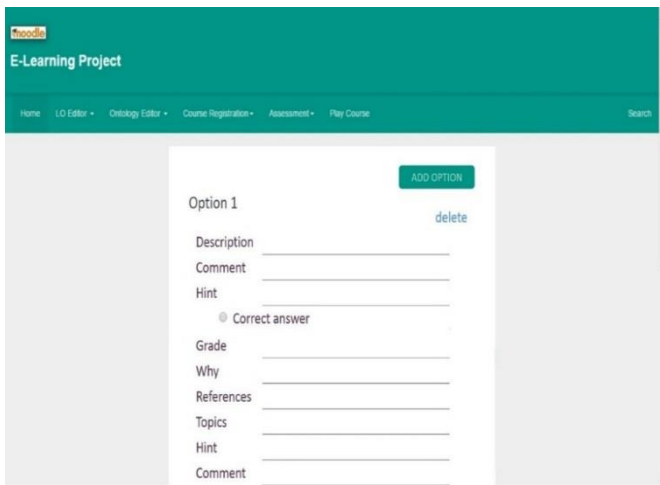 moodle
E-Learning Project
Home LO Editor Ontology Editor Course Registration Assessment Play Course Search
ADD OPTION
Option 1
delete
Description
Comment
Hint
Correct answer
Grade
Why
References
Topics
Hint
Comment